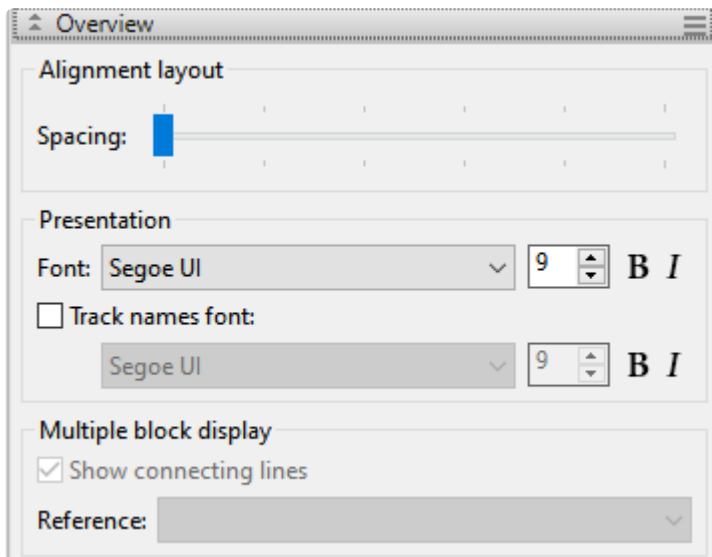 Overview
Alignment layout
Spacing:
Presentation
Font: Segoe UI 9 B I
Track names font:
Segoe UI 9 B I
Multiple block display
Show connecting lines
Reference: